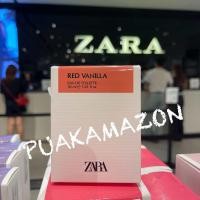 ZARA
RED VANILLA
EAU DE TOILETTE
PUAKAMAZON
ZARA